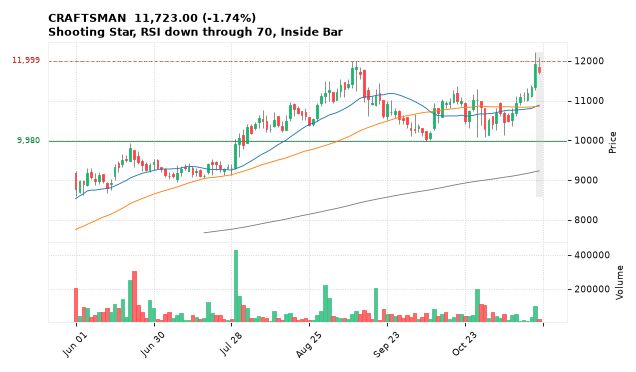 CRAFTSMAN 11,723.00 (-1.74%)
Shooting Star, RSI down through 70, Inside Bar
11,999
9,980
12000
11000
10000
9000
8000
Price
400000
200000
Volume
Jun 01
Jun 30
Jul 28
Aug 25
Sep 23
Oct 23